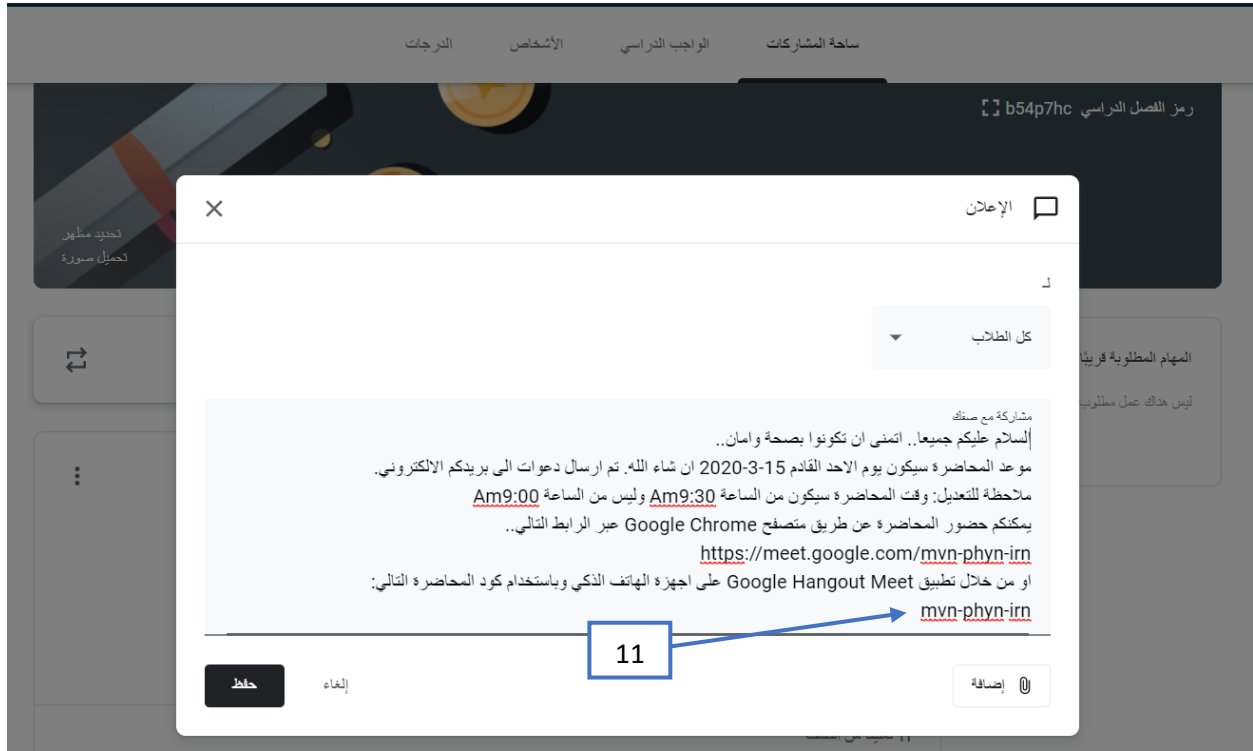 ساحة المشاركات
الواجب الدراسي
الأشخاص
الدرجات
رمز الفصل الدراسي b54p7hc
تحديد مظهر
تحميل صورة
الإعلان
لـ
كل الطلاب
المهام المطلوبة قريبًا
ليس هناك عمل مطلوب
مشاركة مع صفك
السلام عليكم جميعا.. اتمنى ان تكونوا بصحة وامان..
موعد المحاضرة سيكون يوم الاحد القادم 15-3-2020 ان شاء الله. تم ارسال دعوات الى بريدكم الالكتروني.
ملاحظة للتعديل: وقت المحاضرة سيكون من الساعة Am9:30 وليس من الساعة Am9:00
يمكنكم حضور المحاضرة عن طريق متصفح Google Chrome عبر الرابط التالي..
https://meet.google.com/mvn-phyn-irn
او من خلال تطبيق Google Hangout Meet على اجهزة الهاتف الذكي وباستخدام كود المحاضرة التالي:
mvn-phyn-irn
11
إضافة
إلغاء
حفظ